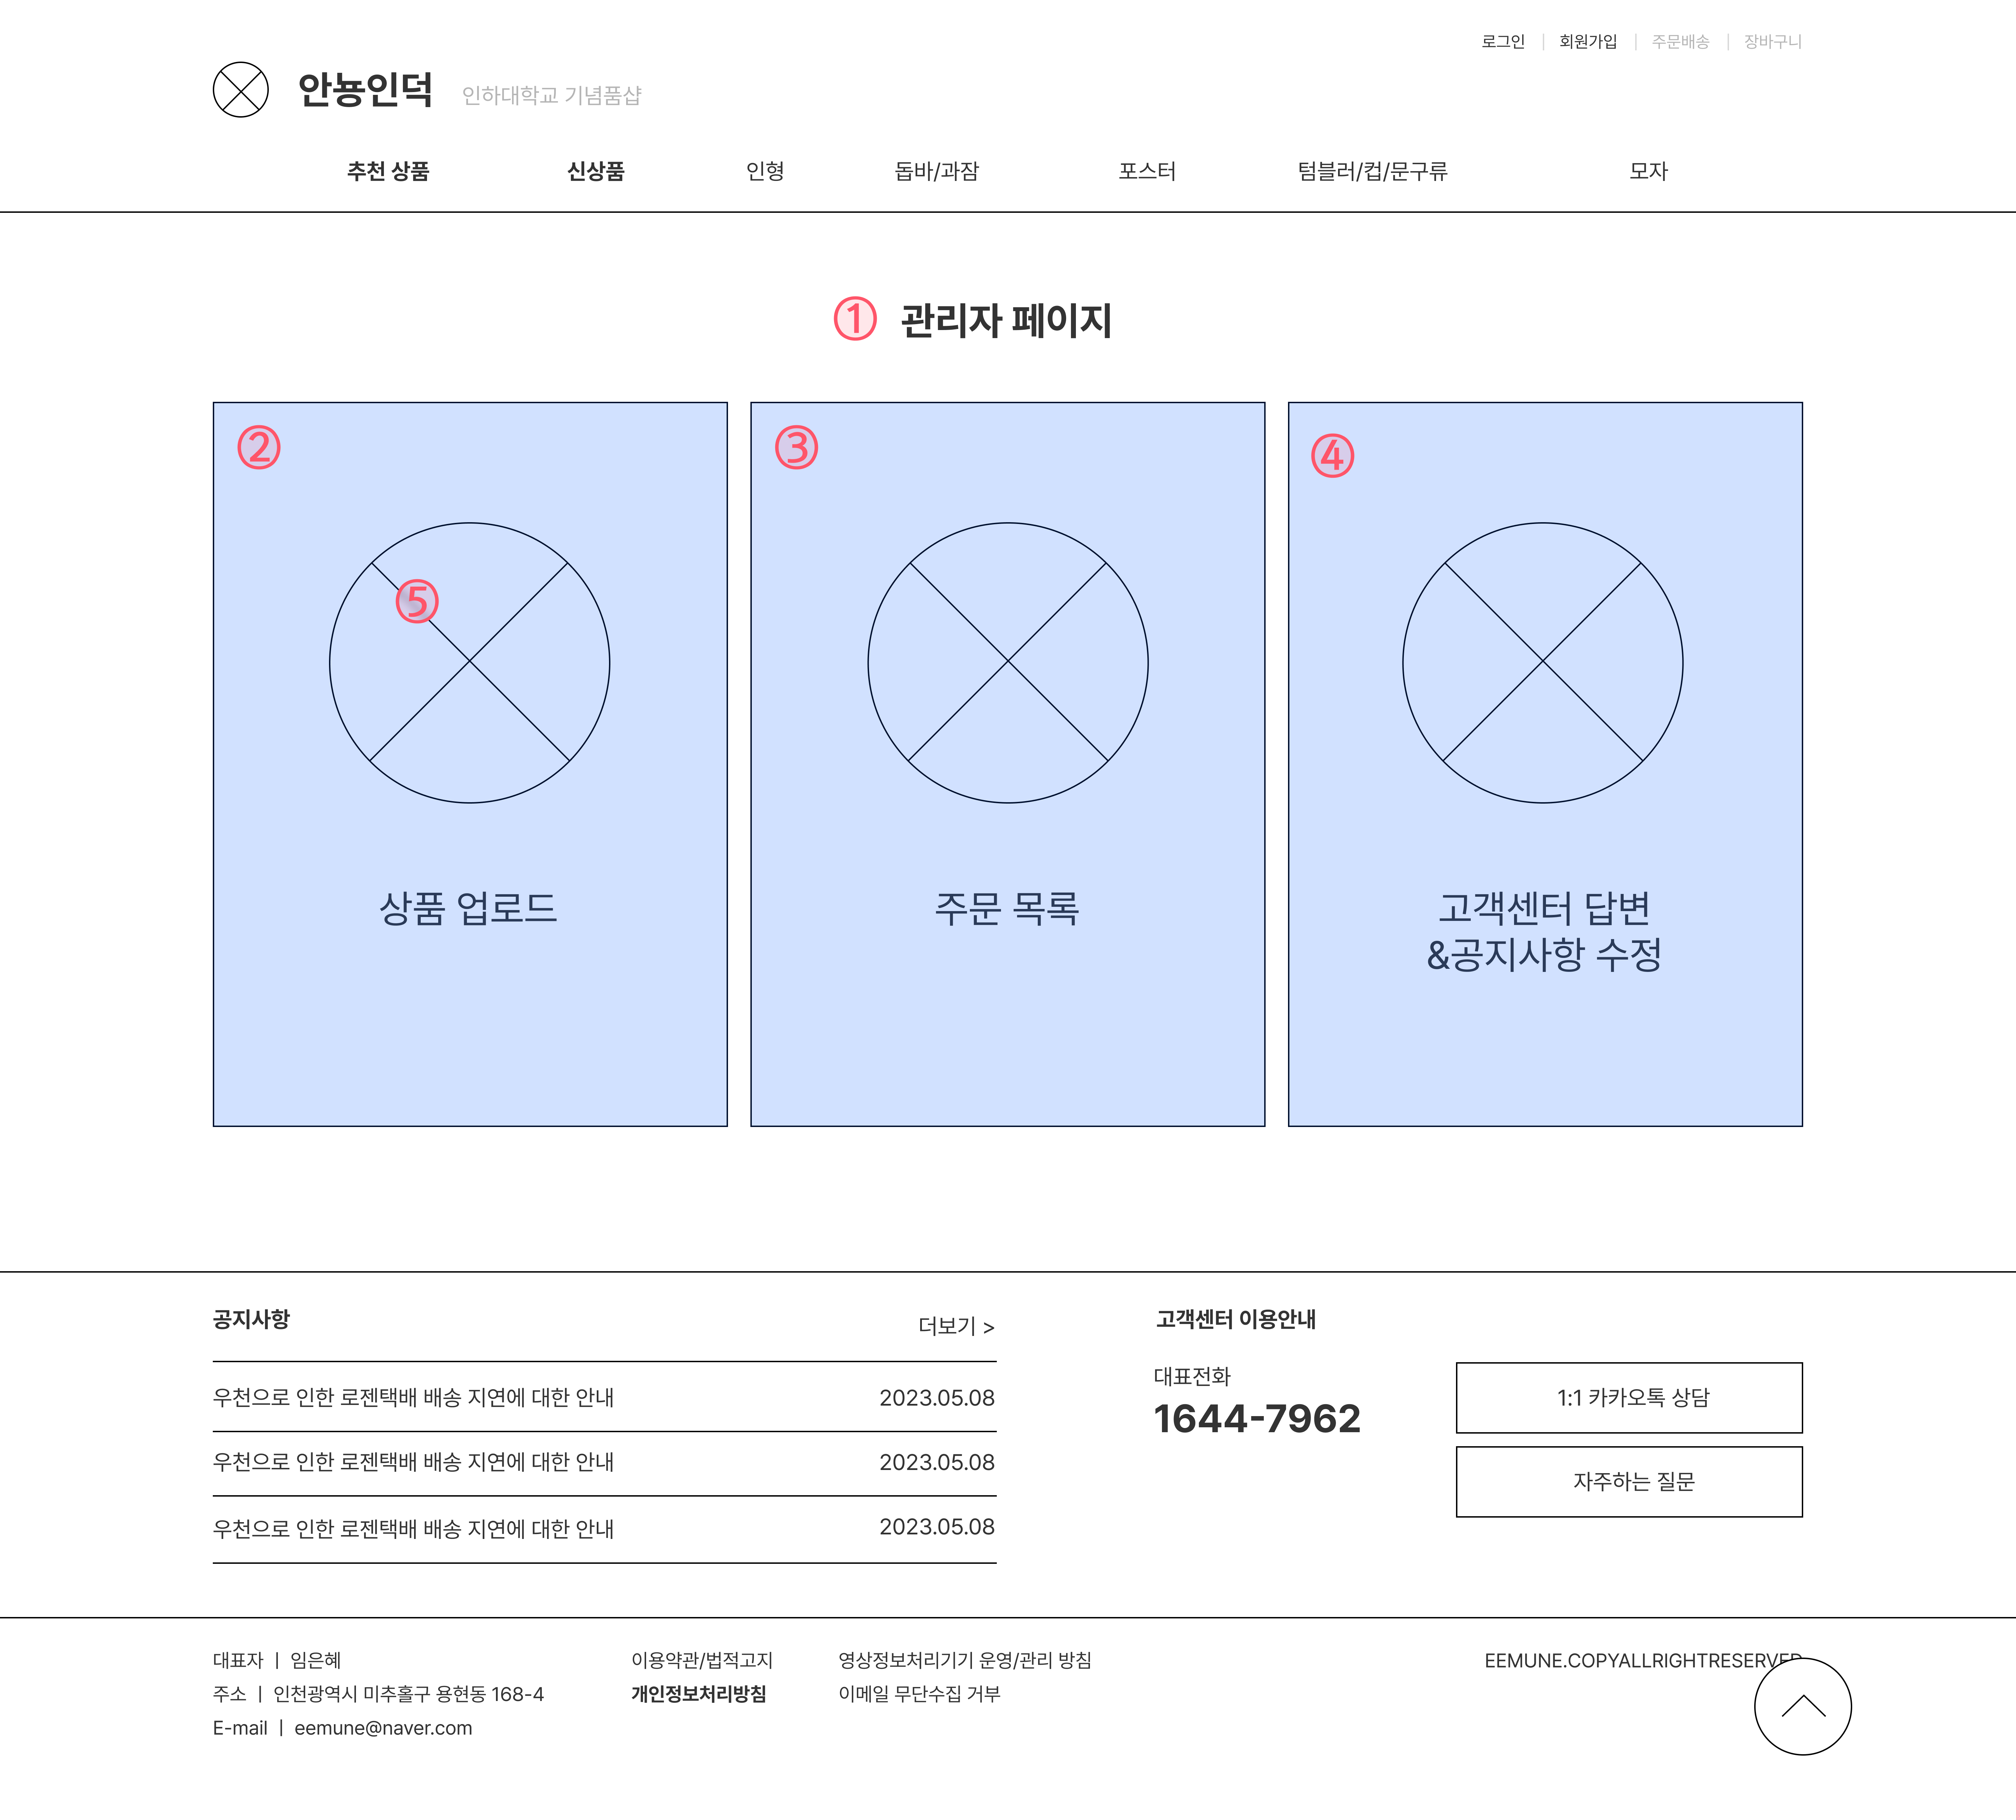 로그인 | 회원가입 | 주문배송 | 장바구니
안뇽인덕 인하대학교 기념품샵
추천 상품 신상품 인형 돕바/과잠 포스터 텀블러/컵/문구류 모자
① 관리자 페이지
②
③
④
⑤
상품 업로드
주문 목록
고객센터 답변
&공지사항 수정
공지사항
더보기 >
우천으로 인한 로젠택배 배송 지연에 대한 안내 2023.05.08
우천으로 인한 로젠택배 배송 지연에 대한 안내 2023.05.08
우천으로 인한 로젠택배 배송 지연에 대한 안내 2023.05.08
고객센터 이용안내
대표전화
1644-7962
1:1 카카오톡 상담
자주하는 질문
대표자 | 임은혜
주소 | 인천광역시 미추홀구 용현동 168-4
E-mail | eemune@naver.com
이용약관/법적고지
개인정보처리방침
영상정보처리기기 운영/관리 방침
이메일 무단수집 거부
EEMUNE.COPYALLRIGHTRESERVED